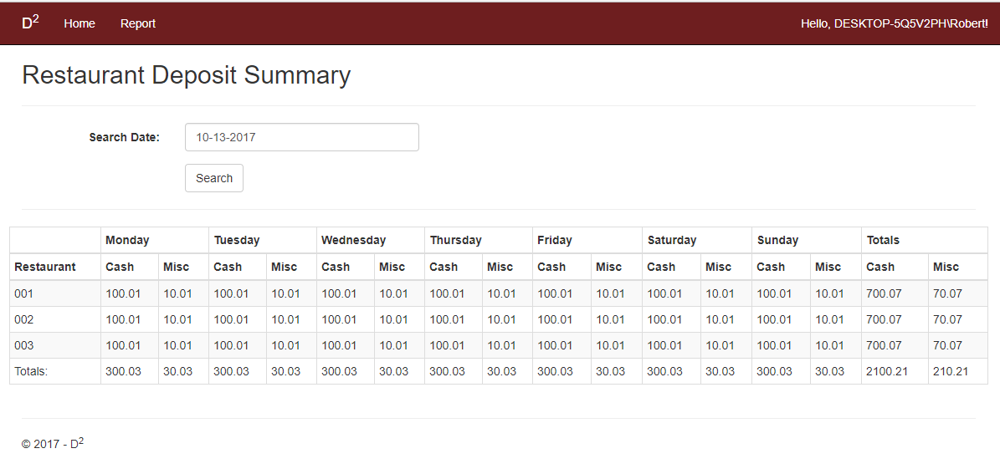 D² Home Report Hello, DESKTOP-5Q5V2PH\Robert!
Restaurant Deposit Summary
Search Date: 10-13-2017
Search
Monday Tuesday Wednesday Thursday Friday Saturday Sunday Totals
Restaurant Cash Misc Cash Misc Cash Misc Cash Misc Cash Misc Cash Misc Cash Misc Cash Misc
001 100.01 10.01 100.01 10.01 100.01 10.01 100.01 10.01 100.01 10.01 100.01 10.01 100.01 10.01 700.07 70.07
002 100.01 10.01 100.01 10.01 100.01 10.01 100.01 10.01 100.01 10.01 100.01 10.01 100.01 10.01 700.07 70.07
003 100.01 10.01 100.01 10.01 100.01 10.01 100.01 10.01 100.01 10.01 100.01 10.01 100.01 10.01 700.07 70.07
Totals: 300.03 30.03 300.03 30.03 300.03 30.03 300.03 30.03 300.03 30.03 300.03 30.03 300.03 30.03 2100.21 210.21
© 2017 - D²